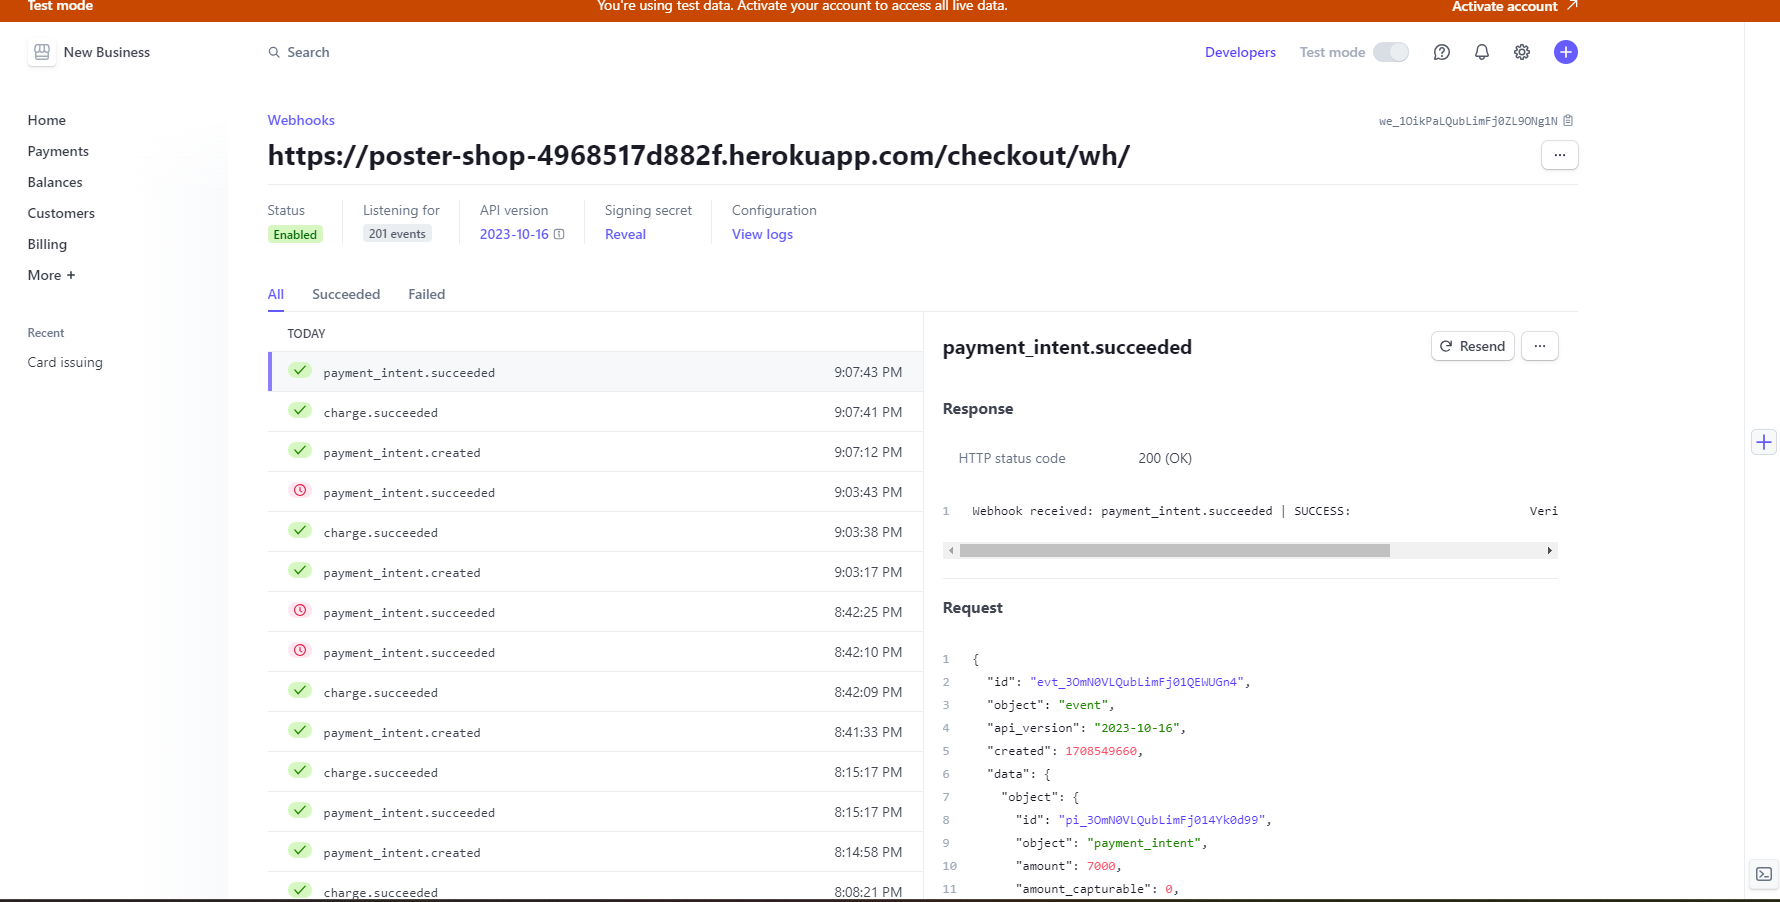 Test mode
You're using test data. Activate your account to access all live data.
Activate account
New Business
Search
Developers
Test mode
Home
Payments
Balances
Customers
Billing
More +
Recent
Card issuing
Webhooks
we_1OikPaLQubLimFj0ZL9ONg1N
https://poster-shop-4968517d882f.herokuapp.com/checkout/wh/
Status
Enabled
Listening for
201 events
API version
2023-10-16
Signing secret
Reveal
Configuration
View logs
All
Succeeded
Failed
TODAY
payment_intent.succeeded 9:07:43 PM
charge.succeeded 9:07:41 PM
payment_intent.created 9:07:12 PM
payment_intent.succeeded 9:03:43 PM
charge.succeeded 9:03:38 PM
payment_intent.created 9:03:17 PM
payment_intent.succeeded 8:42:25 PM
payment_intent.succeeded 8:42:10 PM
charge.succeeded 8:42:09 PM
payment_intent.created 8:41:33 PM
charge.succeeded 8:15:17 PM
payment_intent.succeeded 8:15:17 PM
payment_intent.created 8:14:58 PM
charge.succeeded 8:08:21 PM
payment_intent.succeeded
Resend
Response
HTTP status code 200 (OK)
1 Webhook received: payment_intent.succeeded | SUCCESS: Veri
Request
1 {
2 "id": "evt_3OmN0VLQubLimFj01QEWUGn4",
3 "object": "event",
4 "api_version": "2023-10-16",
5 "created": 1708549660,
6 "data": {
7 "object": {
8 "id": "pi_3OmN0VLQubLimFj014Yk0d99",
9 "object": "payment_intent",
10 "amount": 7000,
11 "amount_capturable": 0,